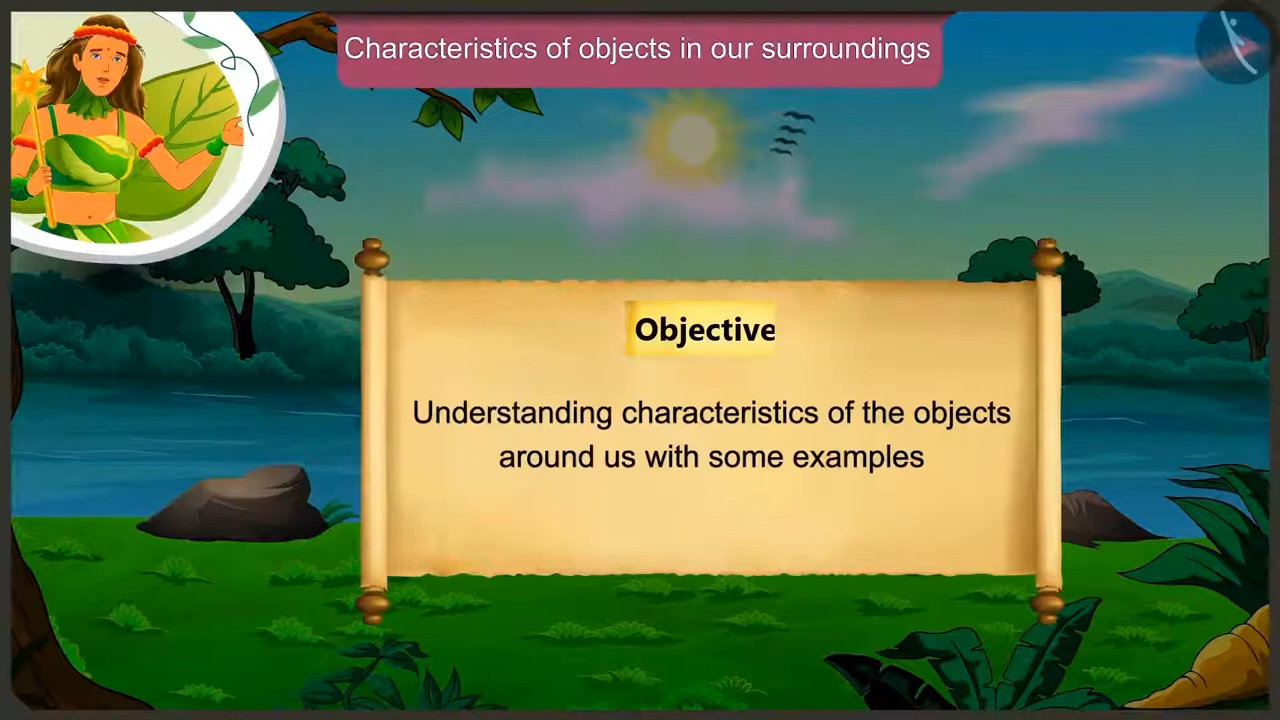 Characteristics of objects in our surroundings
Objective
Understanding characteristics of the objects
around us with some examples